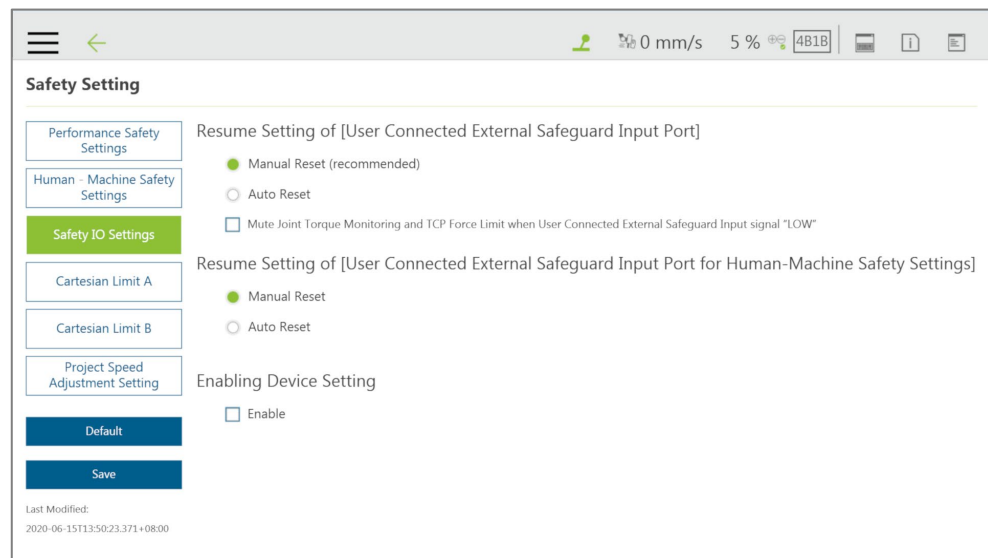 0 mm/s 5 % 4B1B
Safety Setting
Performance Safety
Settings
Human - Machine Safety
Settings
Safety IO Settings
Cartesian Limit A
Cartesian Limit B
Project Speed
Adjustment Setting
Default
Save
Last Modified:
2020-06-15T13:50:23.371+08:00
Resume Setting of [User Connected External Safeguard Input Port]
Manual Reset (recommended)
Auto Reset
Mute Joint Torque Monitoring and TCP Force Limit when User Connected External Safeguard Input signal "LOW"
Resume Setting of [User Connected External Safeguard Input Port for Human-Machine Safety Settings]
Manual Reset
Auto Reset
Enabling Device Setting
Enable